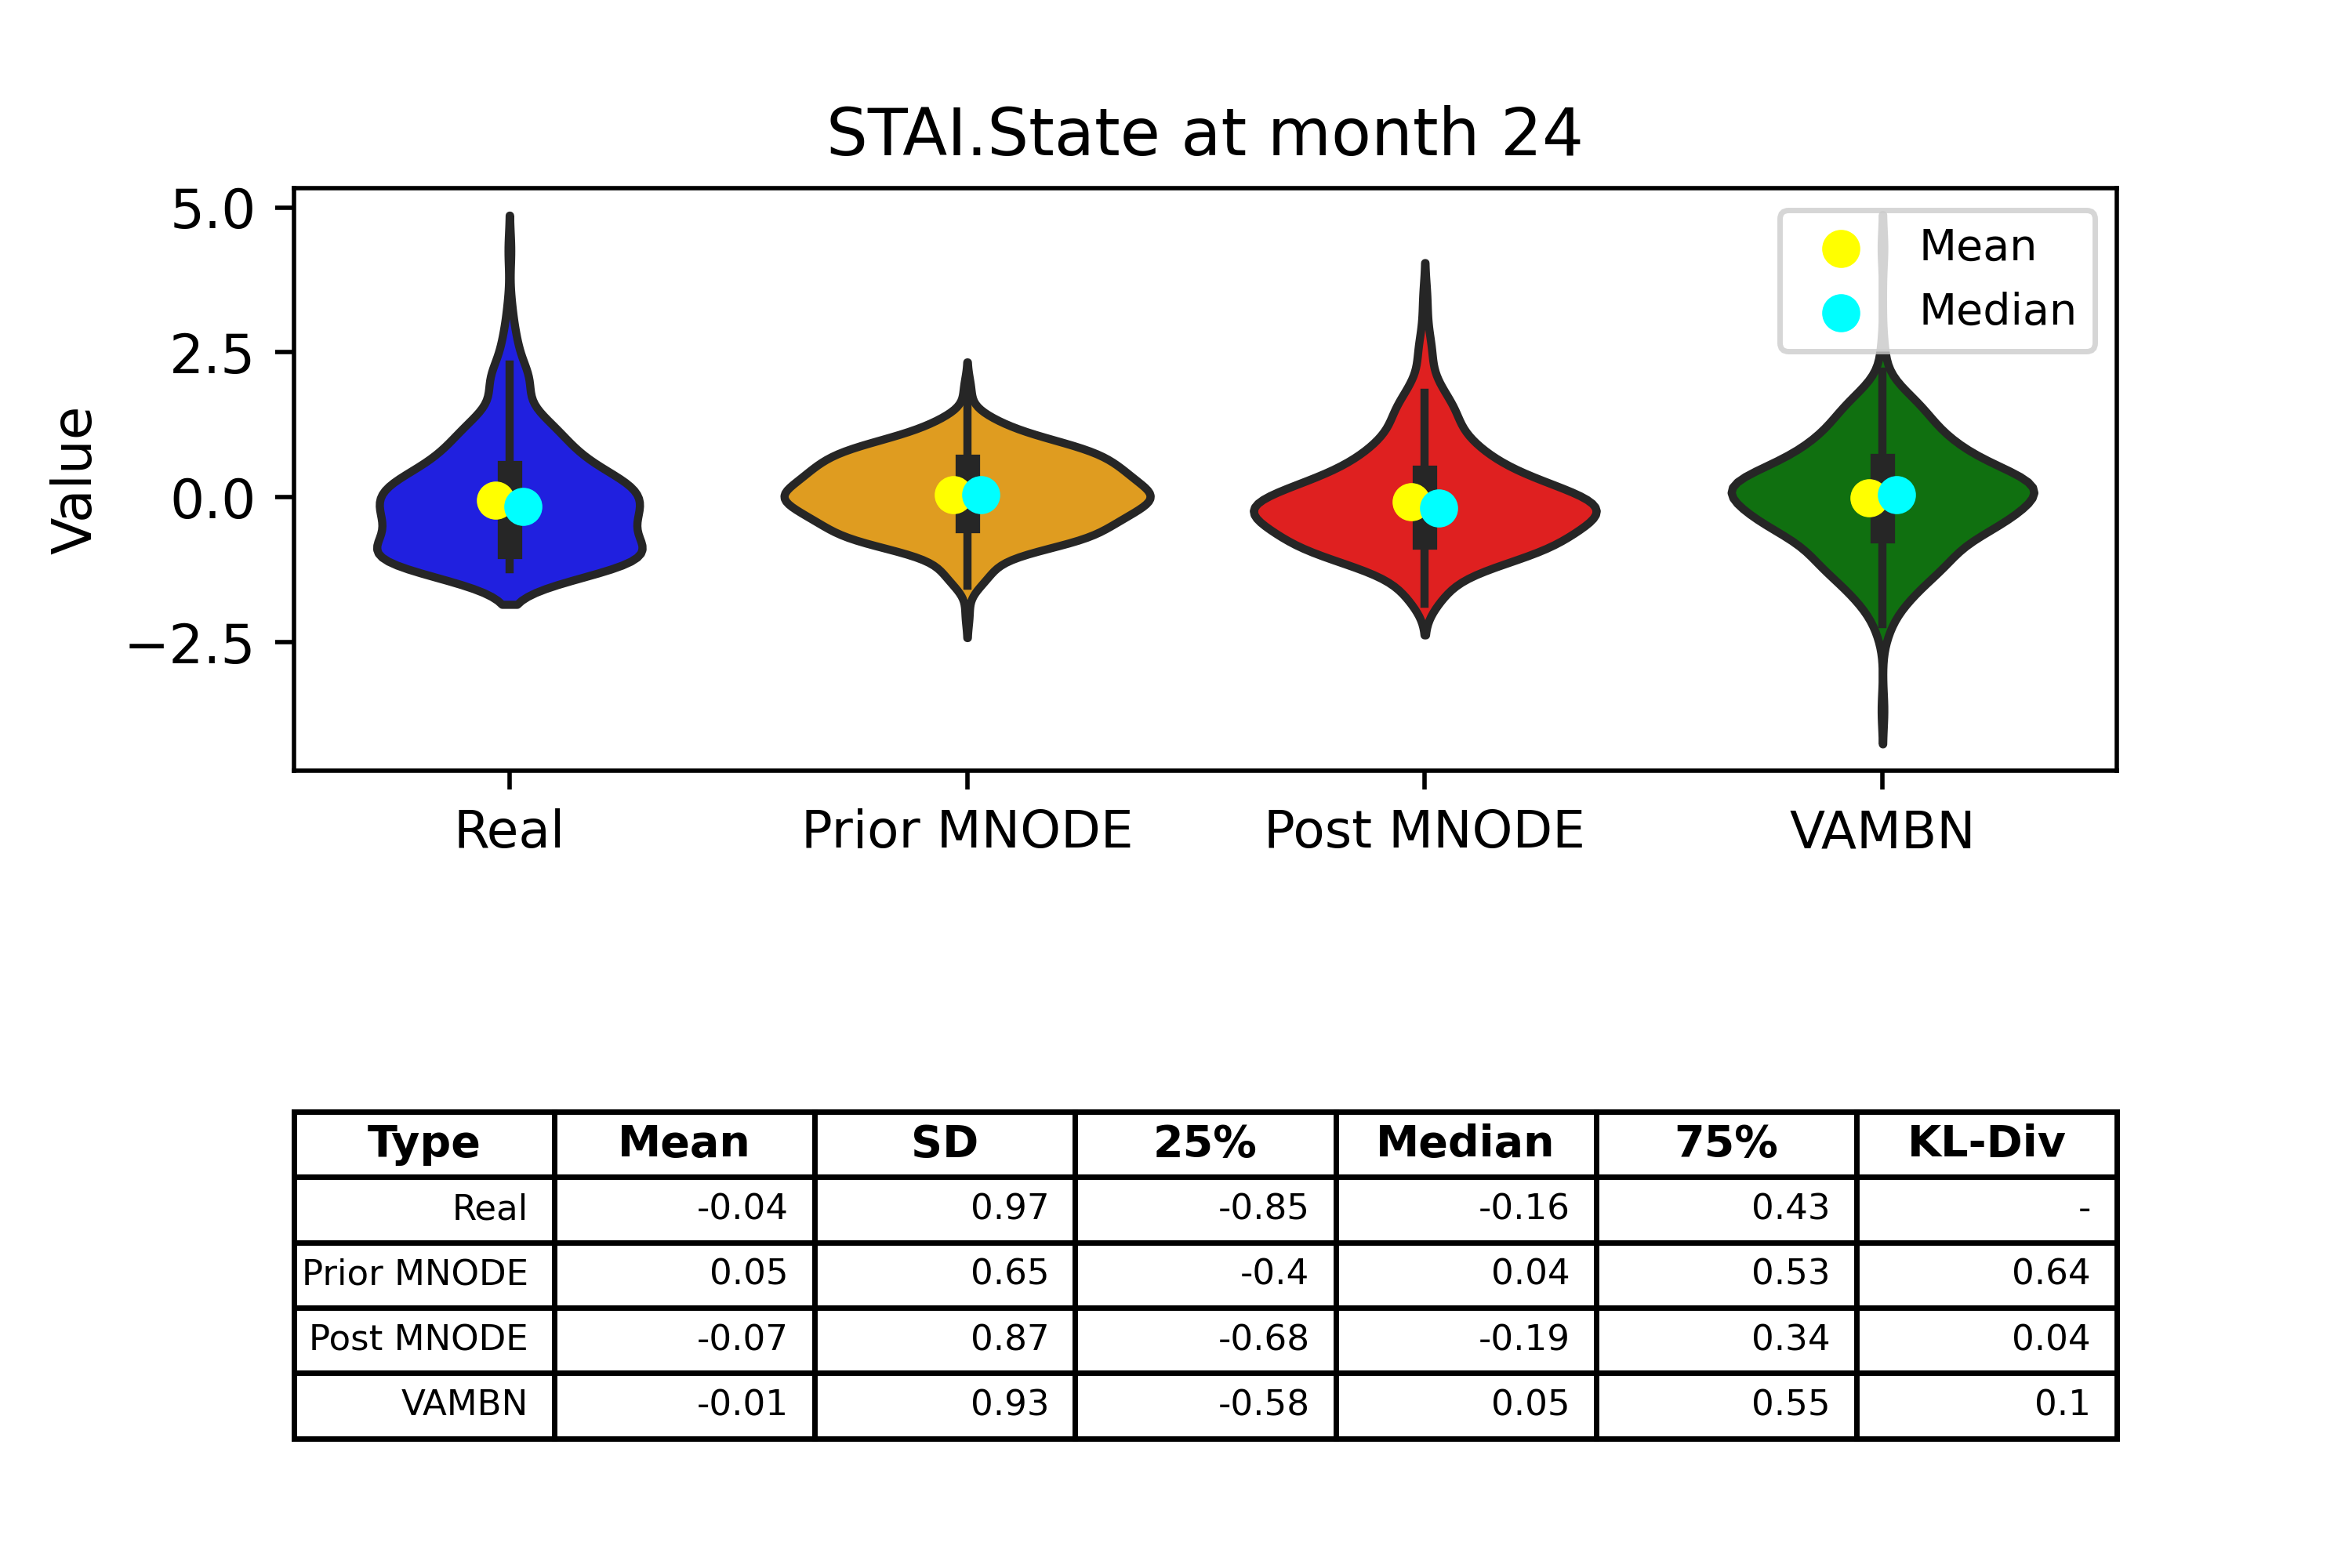 STAI.State at month 24
5.0
2.5
0.0
−2.5
Value
Mean
Median
Real Prior MNODE Post MNODE VAMBN
Type Mean SD 25% Median 75% KL-Div
Real -0.04 0.97 -0.85 -0.16 0.43 -
Prior MNODE 0.05 0.65 -0.4 0.04 0.53 0.64
Post MNODE -0.07 0.87 -0.68 -0.19 0.34 0.04
VAMBN -0.01 0.93 -0.58 0.05 0.55 0.1